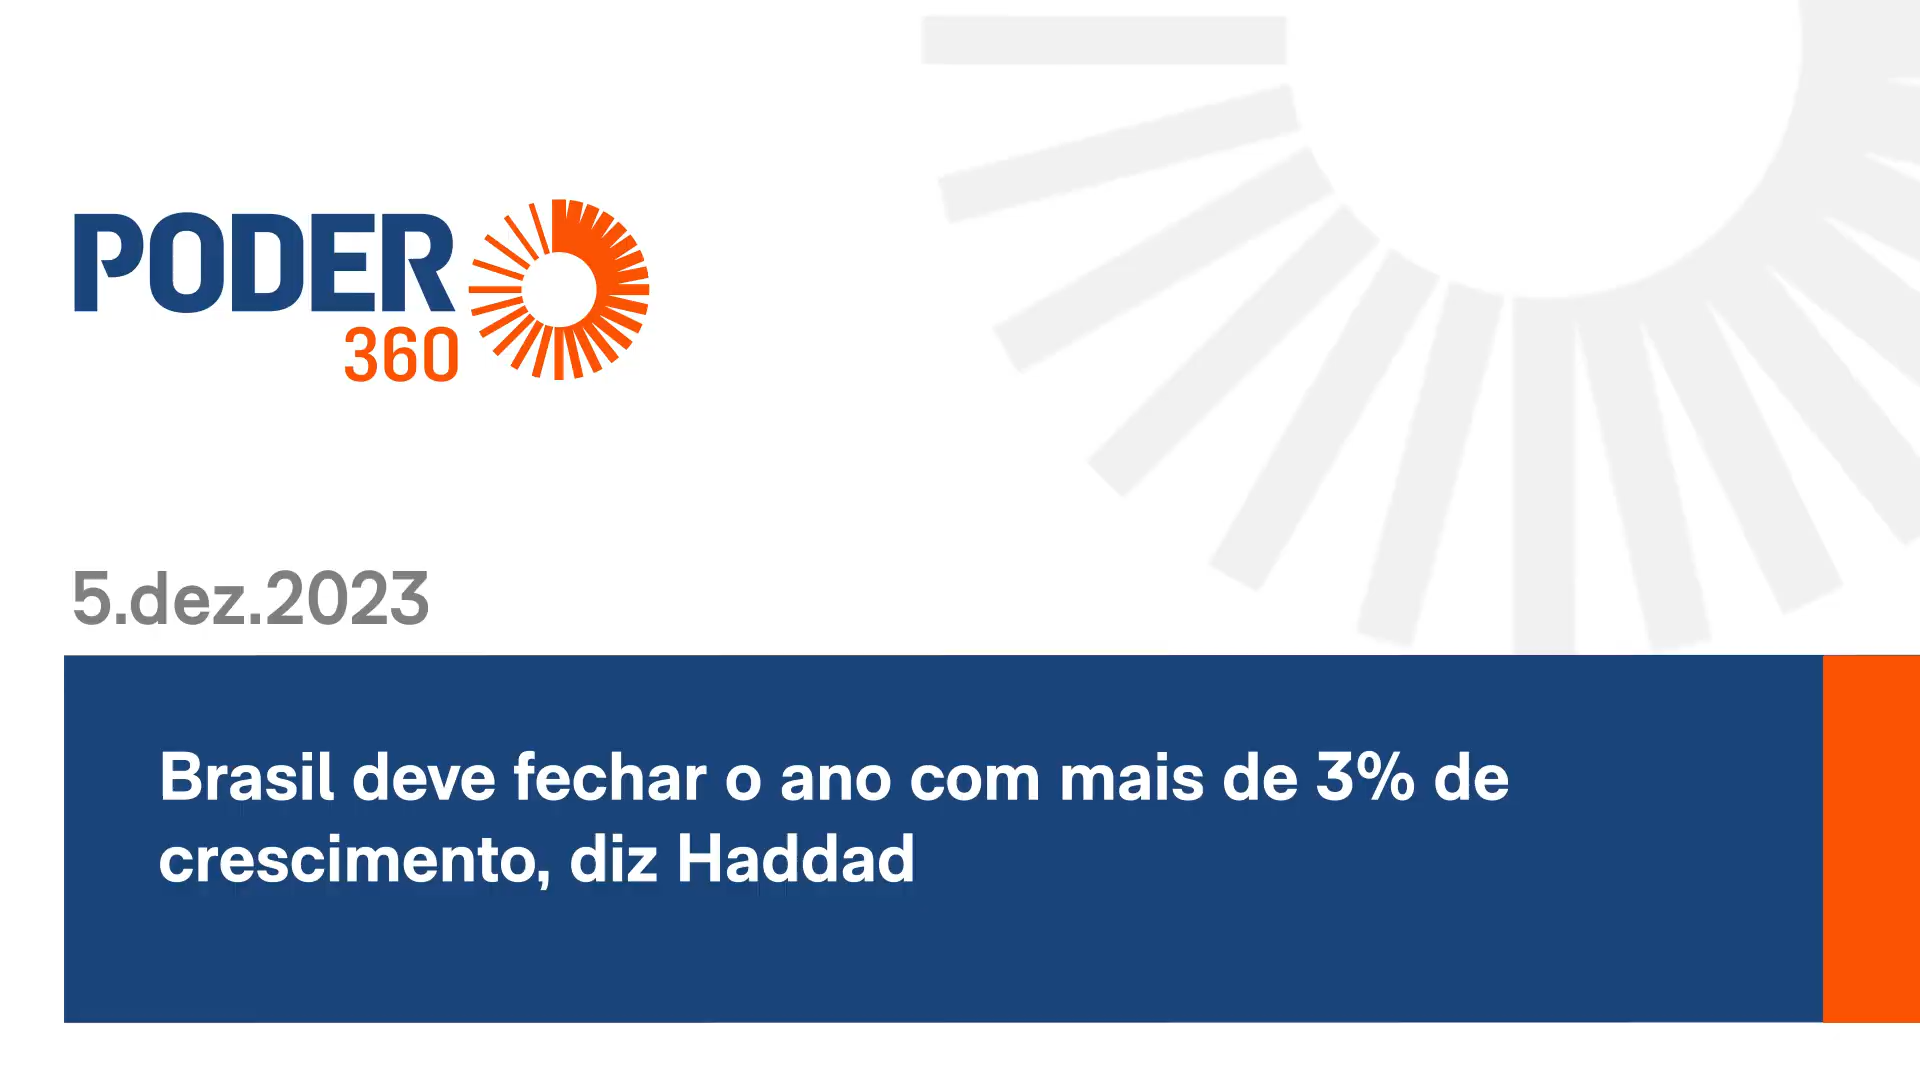 PODER
360
5.dez.2023
Brasil deve fechar o ano com mais de 3% de
crescimento, diz Haddad